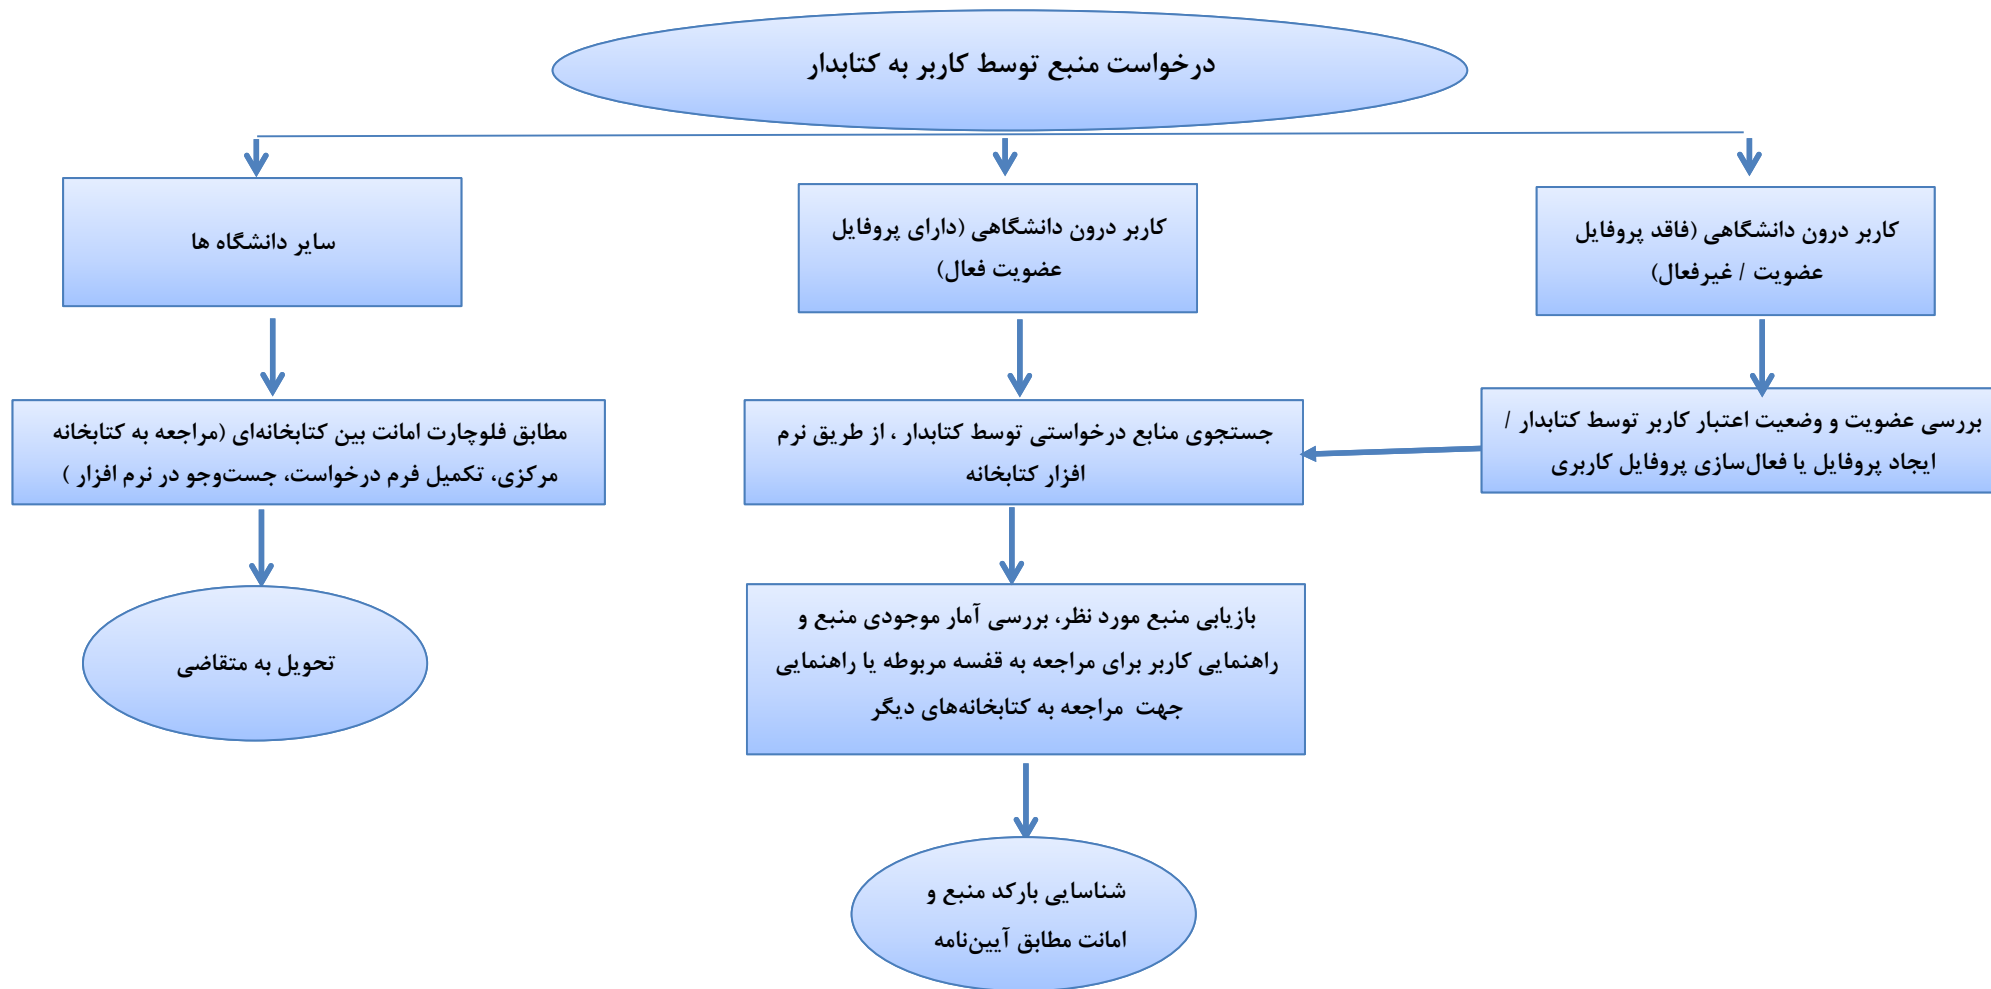 درخواست منبع توسط کاربر به کتابدار
کاربر درون دانشگاهی (فاقد پروفایل
عضویت / غیرفعال)
کاربر درون دانشگاهی (دارای پروفایل
عضویت فعال)
سایر دانشگاه ها
بررسی عضویت و وضعیت اعتبار کاربر توسط کتابدار /
ایجاد پروفایل یا فعال‌سازی پروفایل کاربری
جستجوی منابع درخواستی توسط کتابدار ، از طریق نرم
افزار کتابخانه
مطابق فلوچارت امانت بین کتابخانه‌ای (مراجعه به کتابخانه
مرکزی، تکمیل فرم درخواست، جست‌وجو در نرم افزار )
بازیابی منبع مورد نظر، بررسی آمار موجودی منبع و
راهنمایی کاربر برای مراجعه به قفسه مربوطه یا راهنمایی
جهت مراجعه به کتابخانه‌های دیگر
تحویل به متقاضی
شناسایی بارکد منبع و
امانت مطابق آیین‌نامه